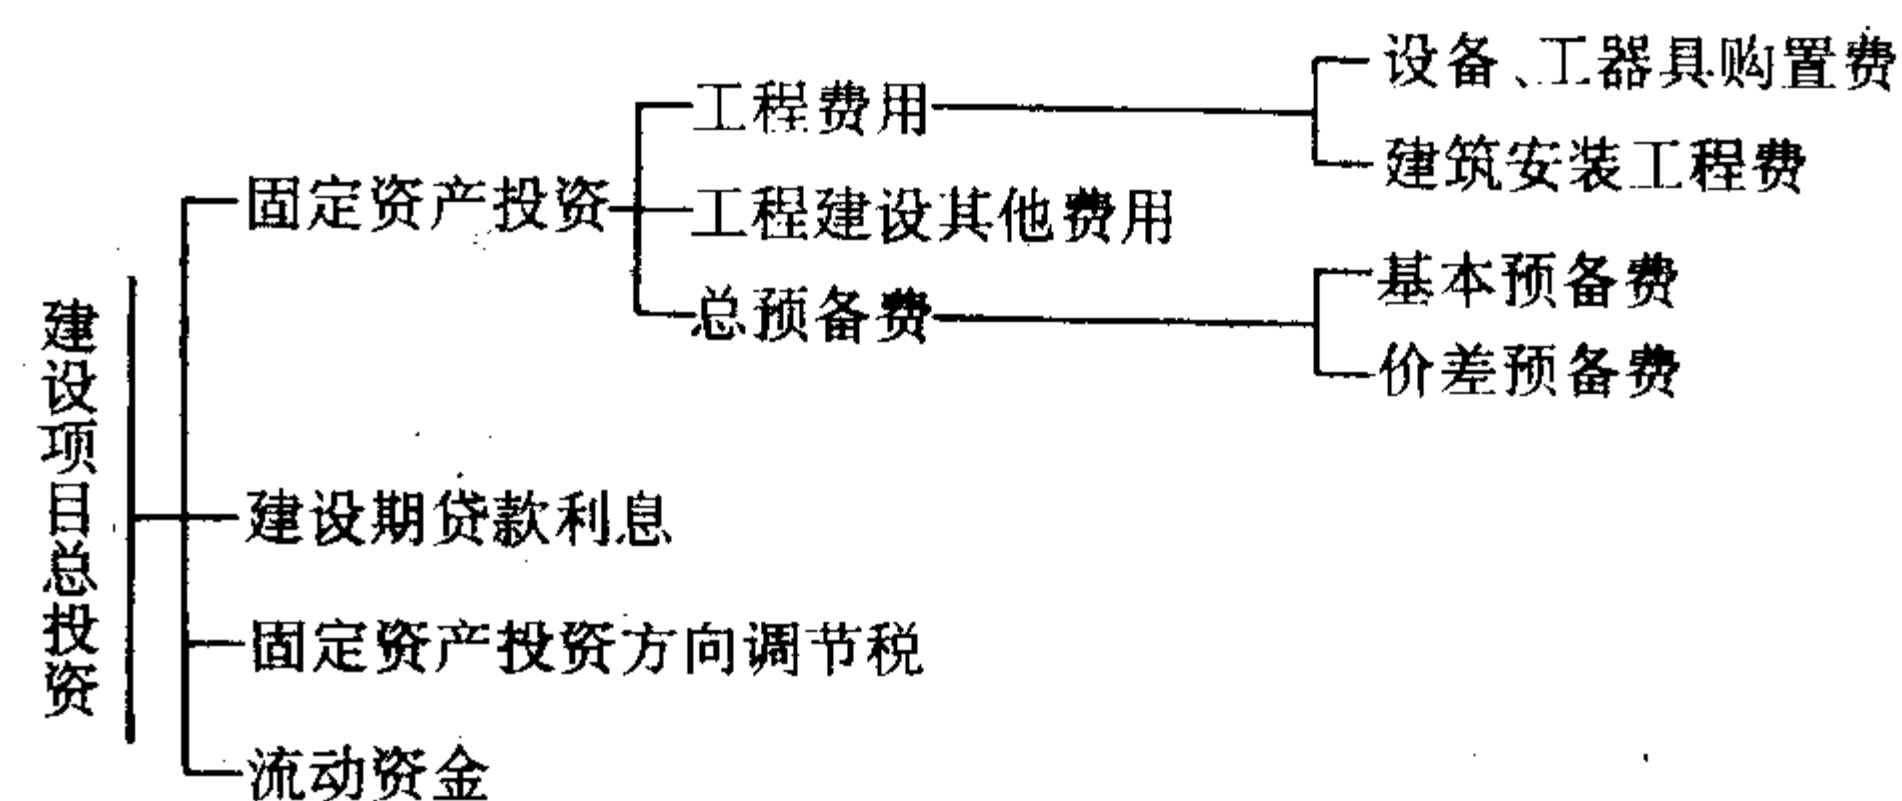 建设项目总投资
固定资产投资
工程费用
设备、工器具购置费
建筑安装工程费
工程建设其他费用
总预备费
基本预备费
价差预备费
建设期贷款利息
固定资产投资方向调节税
流动资金